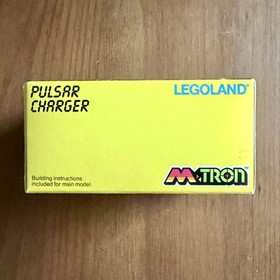 PULSAR
CHARGER
LEGOLAND®
Building instructions
included for main model.
M:TRON